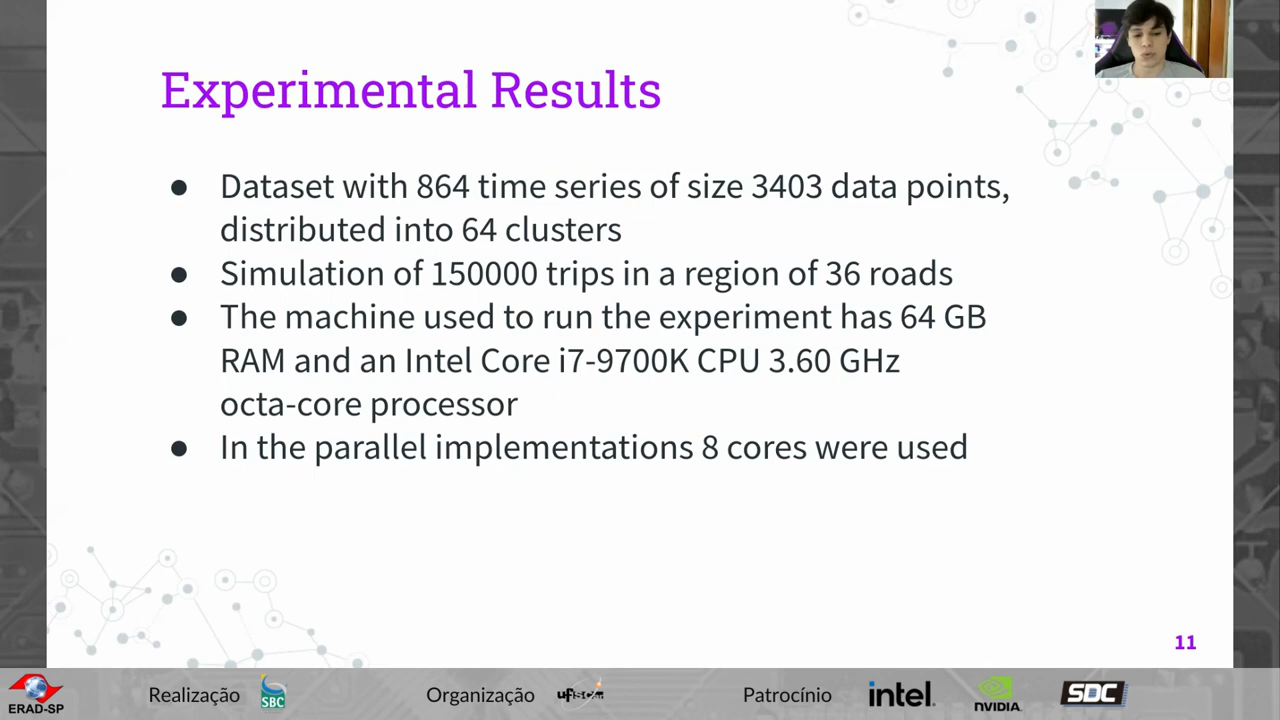 Experimental Results
● Dataset with 864 time series of size 3403 data points,
distributed into 64 clusters
● Simulation of 150000 trips in a region of 36 roads
● The machine used to run the experiment has 64 GB
RAM and an Intel Core i7-9700K CPU 3.60 GHz
octa-core processor
● In the parallel implementations 8 cores were used
11
ERAD-SP
Realização
SBC
Organização
ufscar
Patrocínio
intel.
NVIDIA
SDC